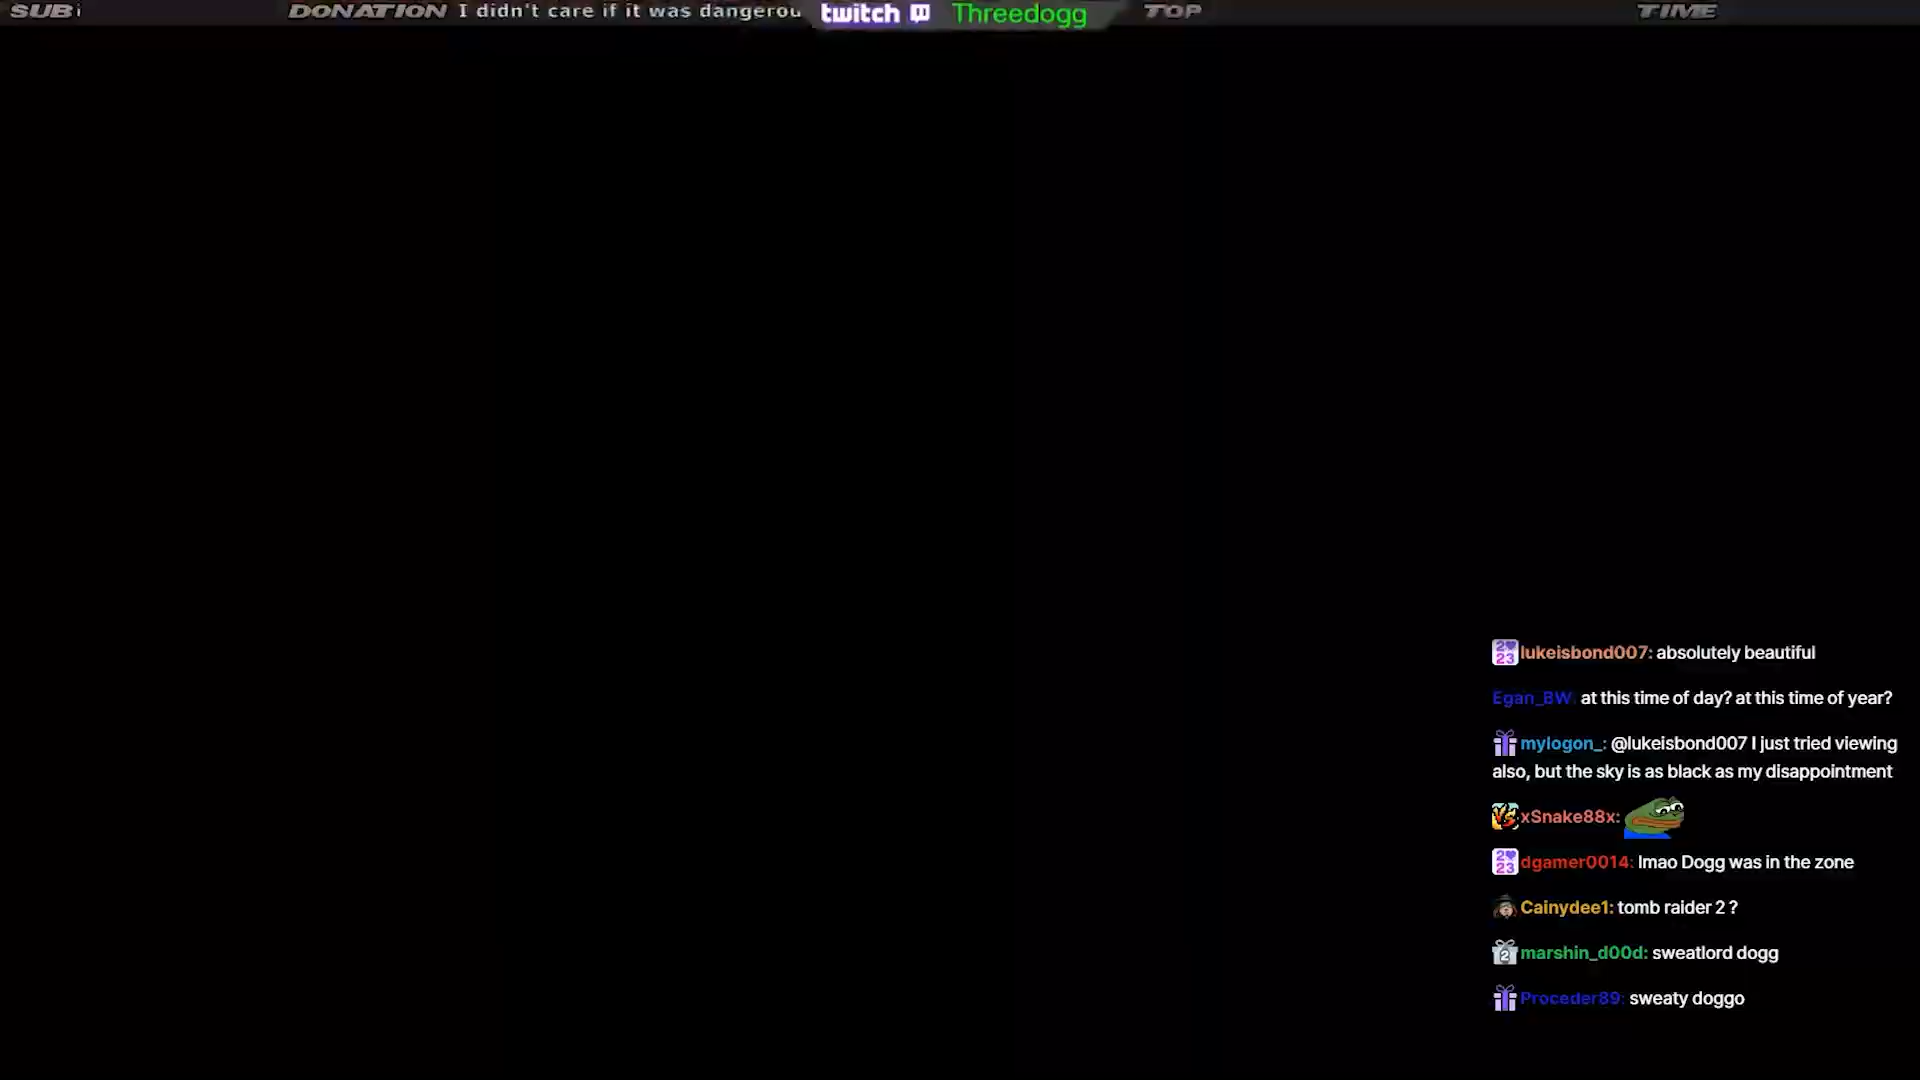 SUB
DONATION I didn't care if it was dangerou twitch Threedogg TOP TIME
lukeisbond007: absolutely beautiful
Egan_BW: at this time of day? at this time of year?
mylogon_: @lukeisbond007 I just tried viewing
also, but the sky is as black as my disappointment
xSnake88x:
dgamer0014: lmao Dogg was in the zone
Cainydee1: tomb raider 2 ?
marshin_d00d: sweatlord dogg
Proceder89: sweaty doggo